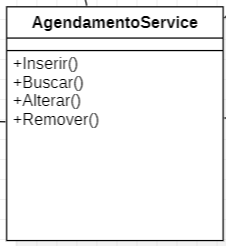 AgendamentoService
+Inserir()
+Buscar()
+Alterar()
+Remover()